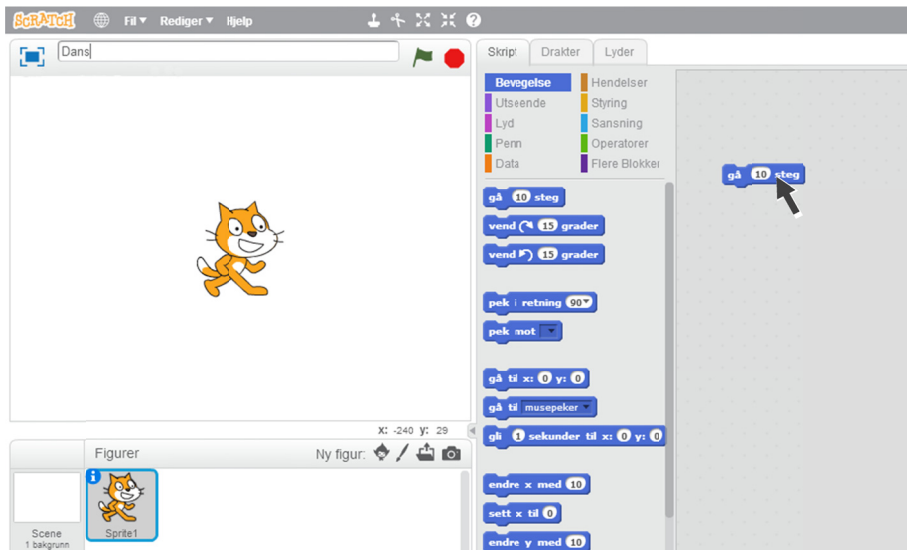 SCRATCH Fil Rediger Hjelp
Dans
Skript Drakter Lyder
Bevegelse Hendelser
Utseende Styring
Lyd Sansning
Penn Operatorer
Data Flere Blokker
gå 10 steg
vend 15 grader
vend 15 grader
pek i retning 90
pek mot
gå til x: 0 y: 0
gå til musepeker
gli 1 sekunder til x: 0 y: 0
endre x med 10
sett x til 0
endre y med 10
gå 10 steg
X: -240 y: 29
Figurer Ny figur:
Scene
1 bakgrunn
Sprite1